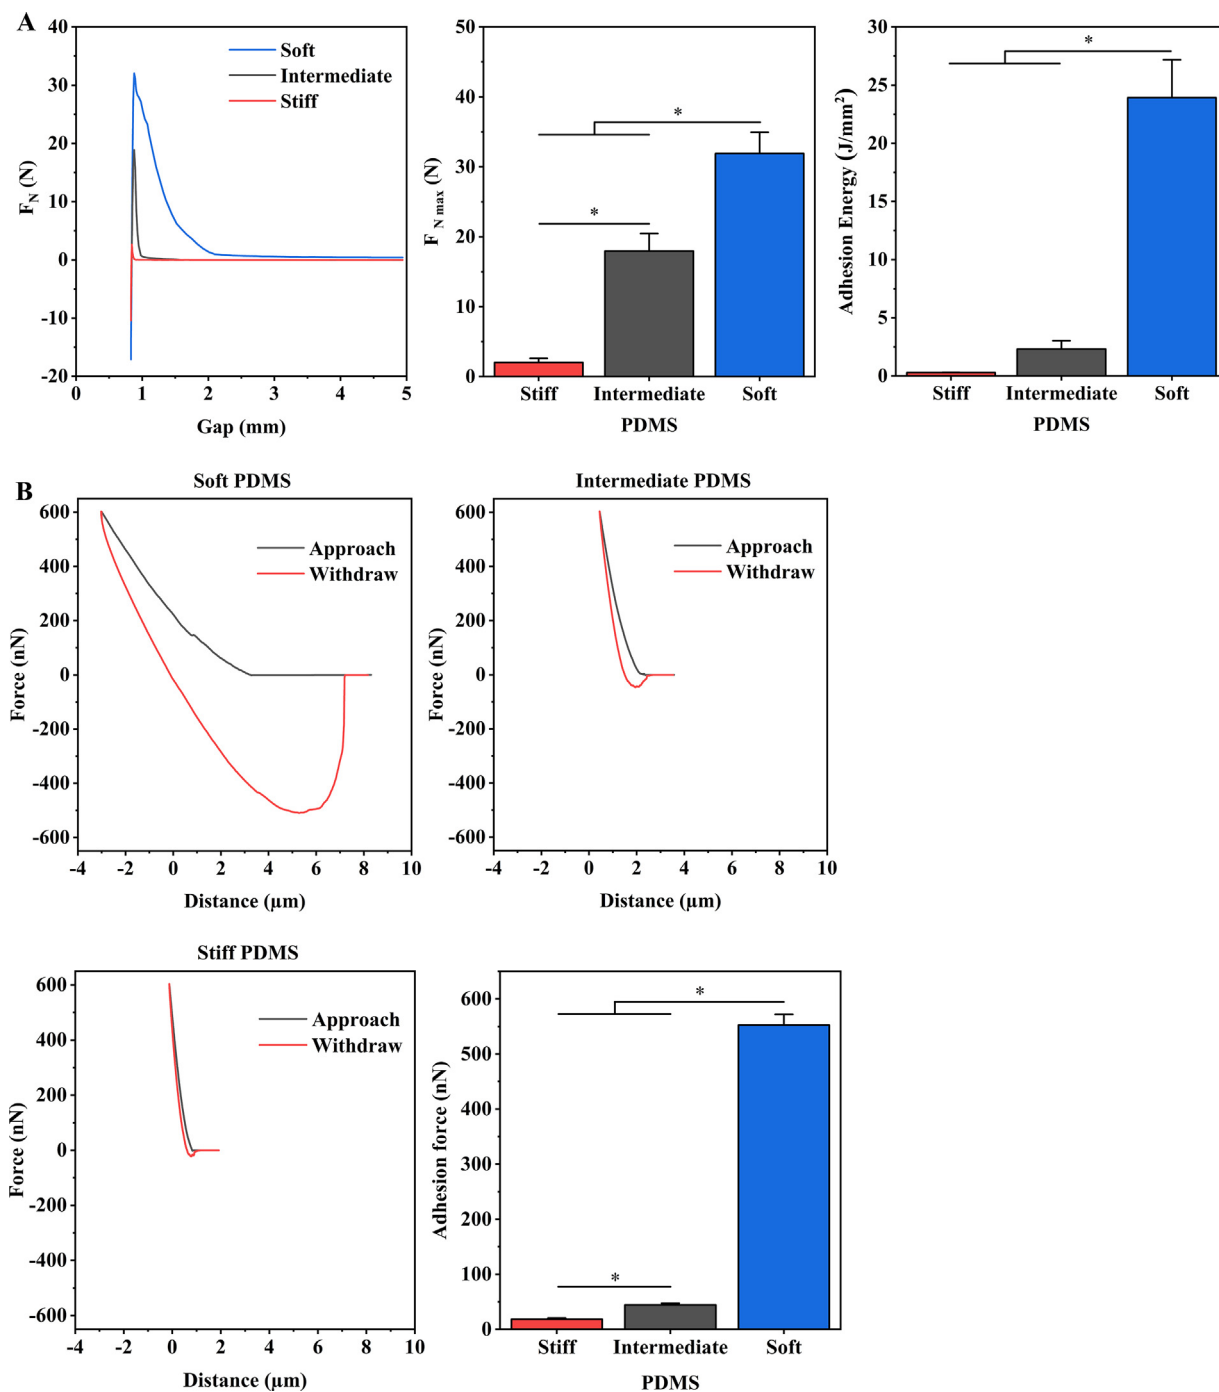 A
40
30
20
10
0
-10
-20
F_N (N)
Soft
Intermediate
Stiff
0 1 2 3 4 5
Gap (mm)
50
40
30
20
10
0
F_N max (N)
*
*
Stiff Intermediate Soft
PDMS
30
25
20
15
10
5
0
Adhesion Energy (J/mm²)
*
Stiff Intermediate Soft
PDMS
B
Soft PDMS
600
400
200
0
-200
-400
-600
Force (nN)
Approach
Withdraw
-4 -2 0 2 4 6 8 10
Distance (µm)
Intermediate PDMS
600
400
200
0
-200
-400
-600
Force (nN)
Approach
Withdraw
-4 -2 0 2 4 6 8 10
Distance (µm)
Stiff PDMS
600
400
200
0
-200
-400
-600
Force (nN)
Approach
Withdraw
-4 -2 0 2 4 6 8 10
Distance (µm)
600
500
400
300
200
100
0
Adhesion force (nN)
*
*
Stiff Intermediate Soft
PDMS